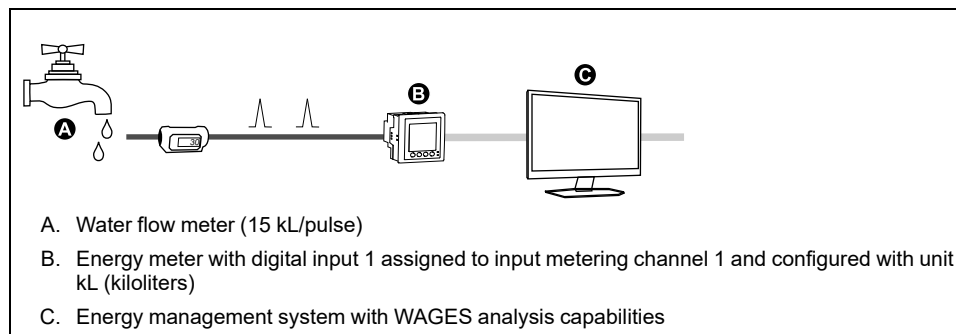 C
B
A
30
A. Water flow meter (15 kL/pulse)
B. Energy meter with digital input 1 assigned to input metering channel 1 and configured with unit
kL (kiloliters)
C. Energy management system with WAGES analysis capabilities